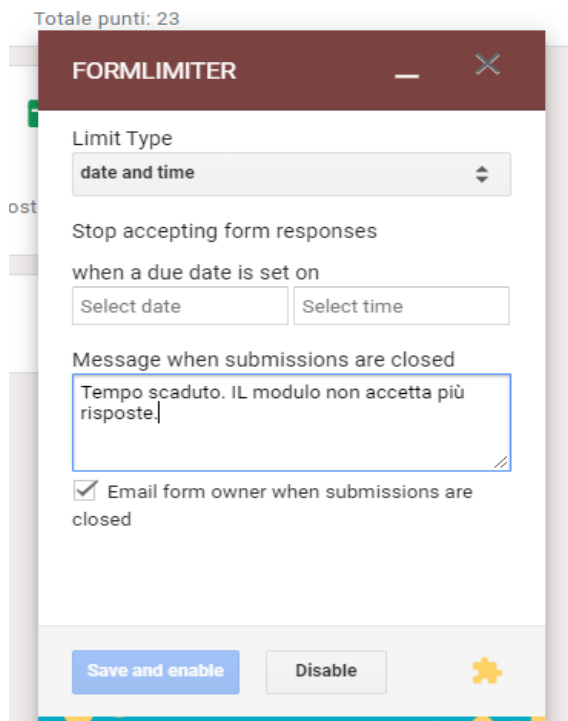 Totale punti: 23
FORMLIMITER
Limit Type
date and time
ost
Stop accepting form responses
when a due date is set on
Select date
Select time
Message when submissions are closed
Tempo scaduto. IL modulo non accetta più
risposte.
Email form owner when submissions are
closed
Save and enable
Disable